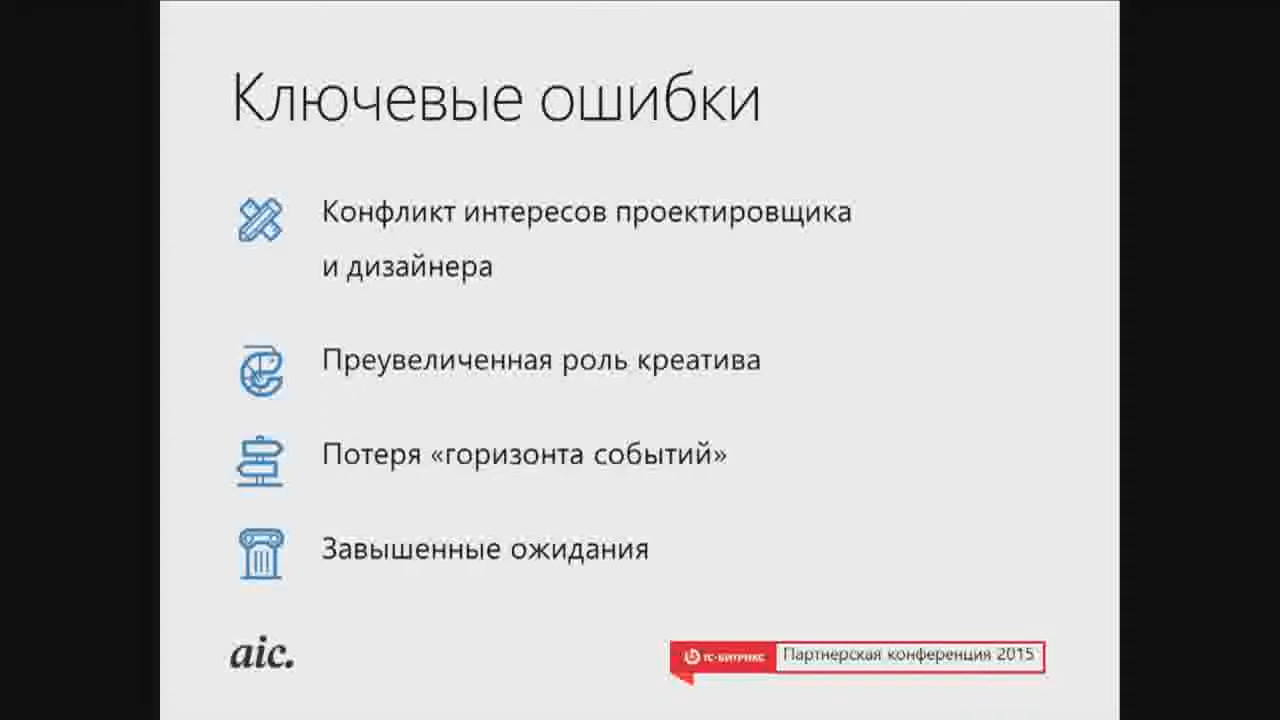 Ключевые ошибки
Конфликт интересов проектировщика
и дизайнера
Преувеличенная роль креатива
Потеря «горизонта событий»
Завышенные ожидания
aic.
1С-БИТРИКС Партнерская конференция 2015